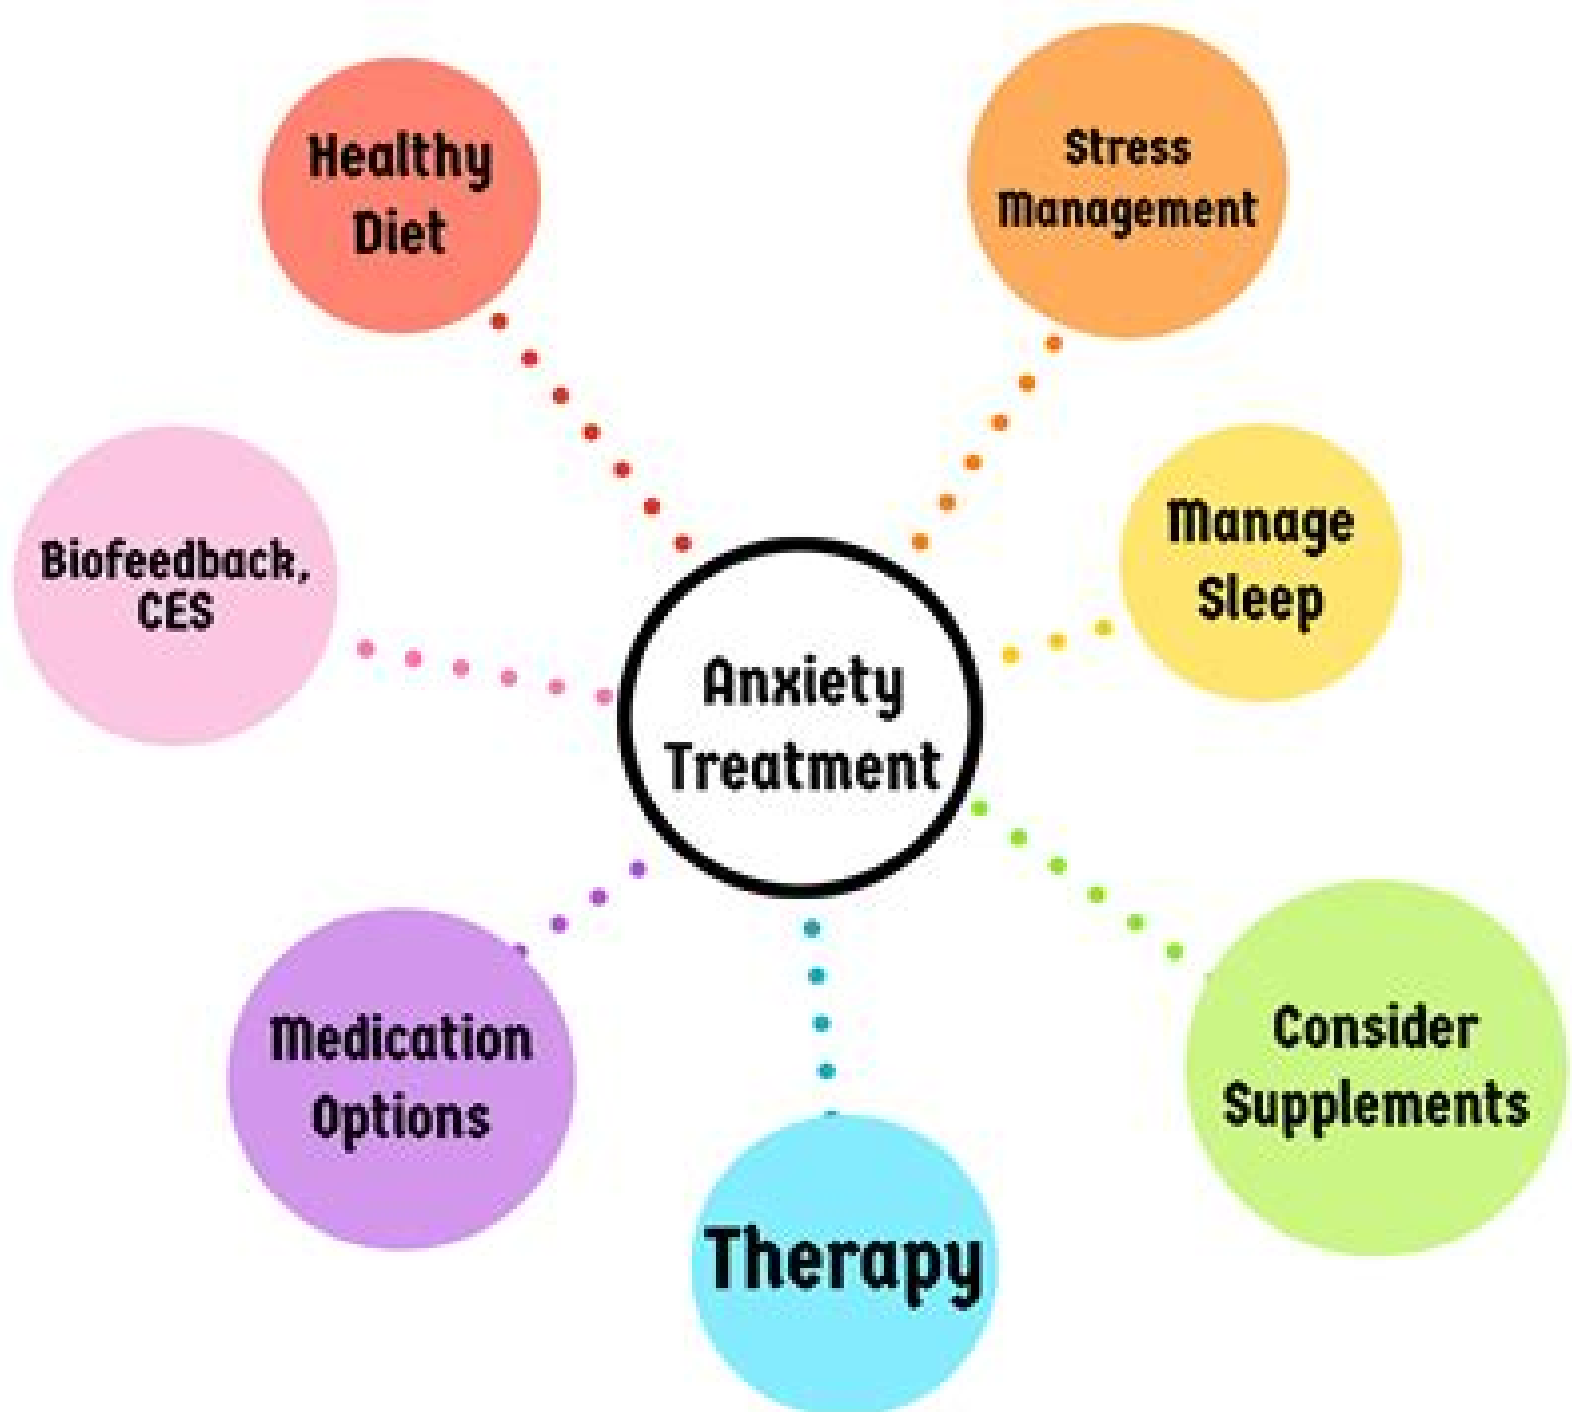 Healthy
Diet
Stress
Management
Biofeedback,
CES
Manage
Sleep
Anxiety
Treatment
Medication
Options
Consider
Supplements
Therapy